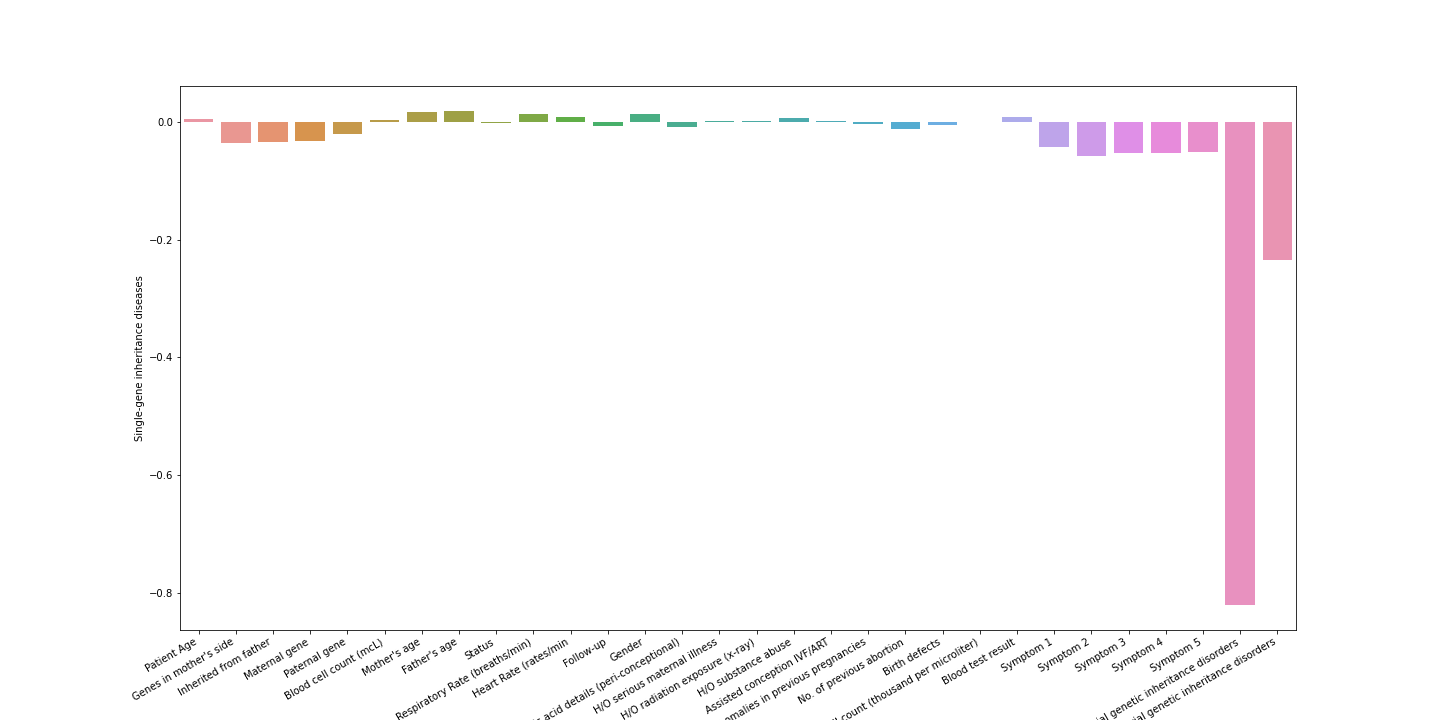 0.0
−0.2
−0.4
−0.6
−0.8
Single-gene inheritance diseases
Patient Age
Genes in mother's side
Inherited from father
Maternal gene
Paternal gene
Blood cell count (mcL)
Mother's age
Father's age
Status
Respiratory Rate (breaths/min)
Heart Rate (rates/min
Follow-up
Gender
acid details (peri-conceptional)
H/O serious maternal illness
H/O radiation exposure (x-ray)
H/O substance abuse
Assisted conception IVF/ART
in previous pregnancies
No. of previous abortion
Birth defects
count (thousand per microliter)
Blood test result
Symptom 1
Symptom 2
Symptom 3
Symptom 4
Symptom 5
genetic inheritance disorders
genetic inheritance disorders